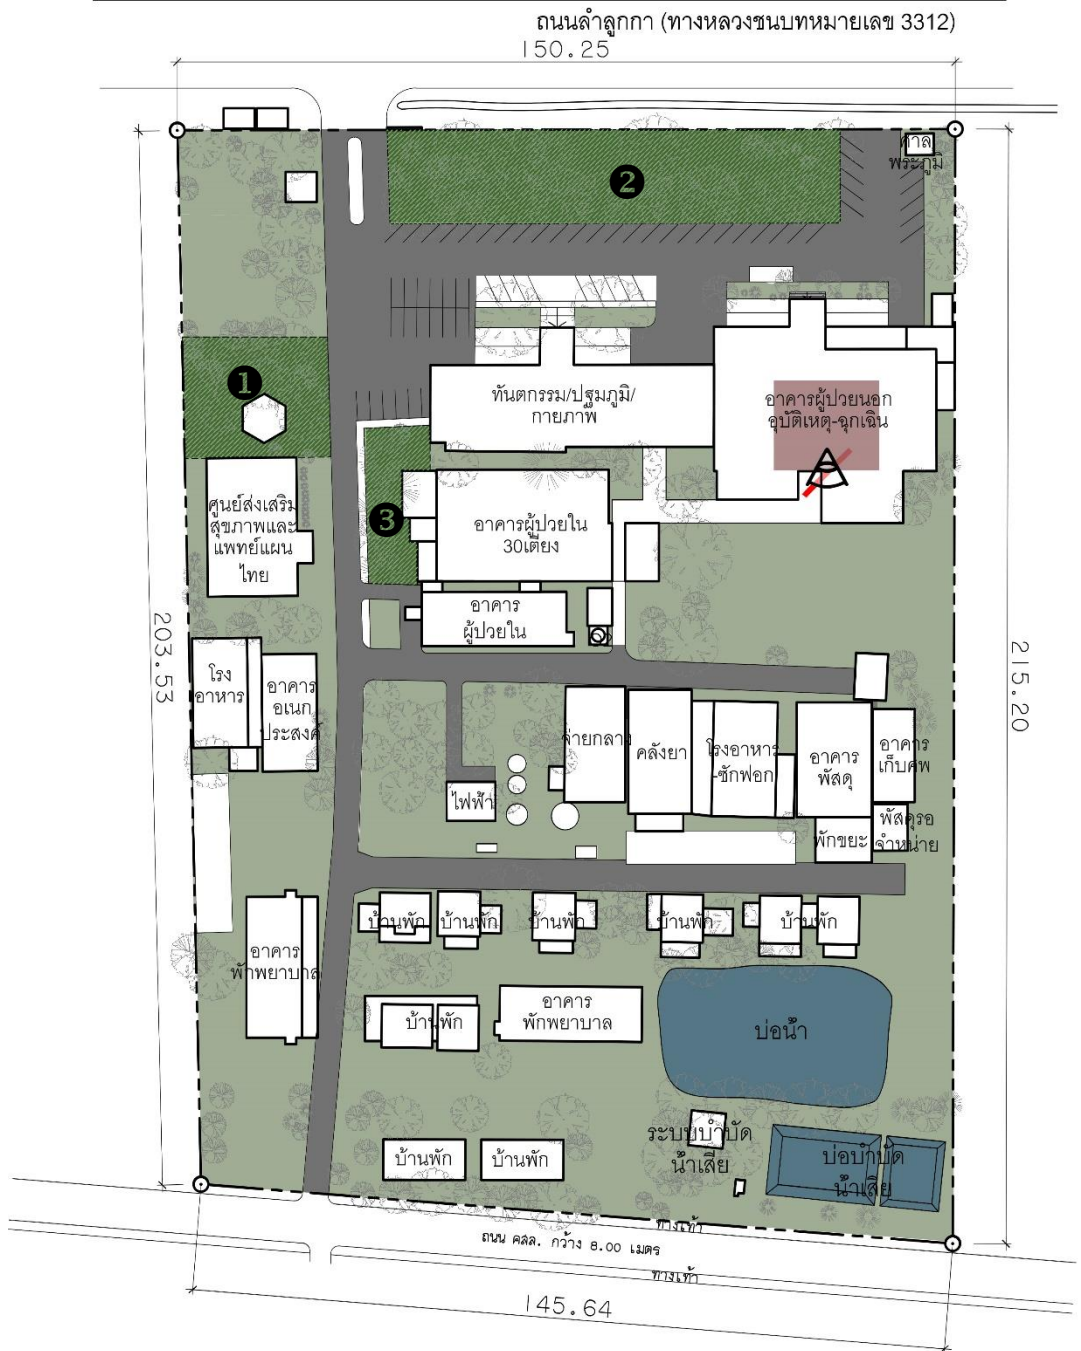 ถนนลำลูกกา (ทางหลวงชนบทหมายเลข 3312)
150.25
ศาล
พระภูมิ
2
1
ทันตกรรม/ปฐมภูมิ/
กายภาพ
อาคารผู้ป่วยนอก
อุบัติเหตุ-ฉุกเฉิน
ศูนย์ส่งเสริม
สุขภาพและ
แพทย์แผน
ไทย
3
อาคารผู้ป่วยใน
30เตียง
อาคาร
ผู้ป่วยใน
203.53
215.20
โรง
อาหาร
อาคาร
อเนก
ประสงค์
จ่ายกลาง
คลังยา
โรงอาหาร
-ซักฟอก
อาคาร
พัสดุ
อาคาร
เก็บศพ
ไฟฟ้า
พักขยะ
พัสดุรอ
จำหน่าย
บ้านพัก
บ้านพัก
บ้านพัก
บ้านพัก
บ้านพัก
อาคาร
พักพยาบาล
บ้านพัก
อาคาร
พักพยาบาล
บ่อน้ำ
บ้านพัก
บ้านพัก
ระบบบำบัด
น้ำเสีย
บ่อบำบัด
น้ำเสีย
ทางเท้า
ถนน คสล. กว้าง 8.00 เมตร
ทางเท้า
145.64